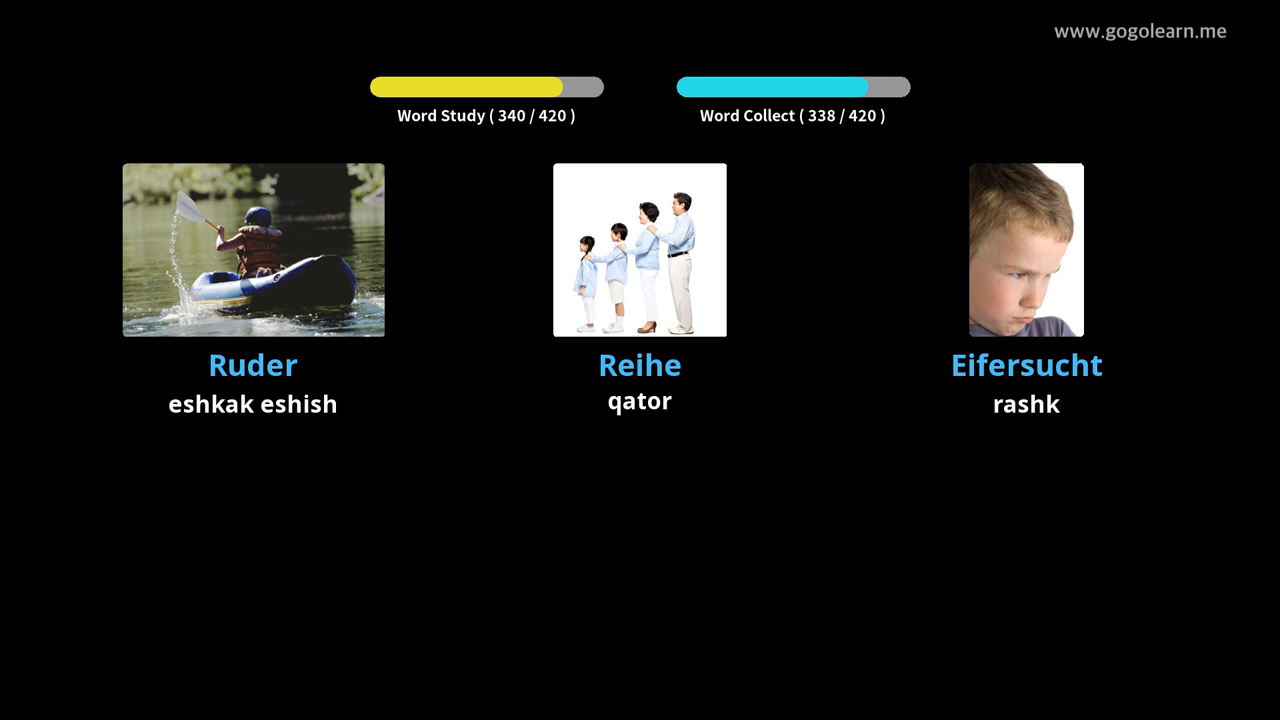 www.gogolearn.me
Word Study ( 340 / 420 )
Word Collect ( 338 / 420 )
Ruder
eshkak eshish
Reihe
qator
Eifersucht
rashk